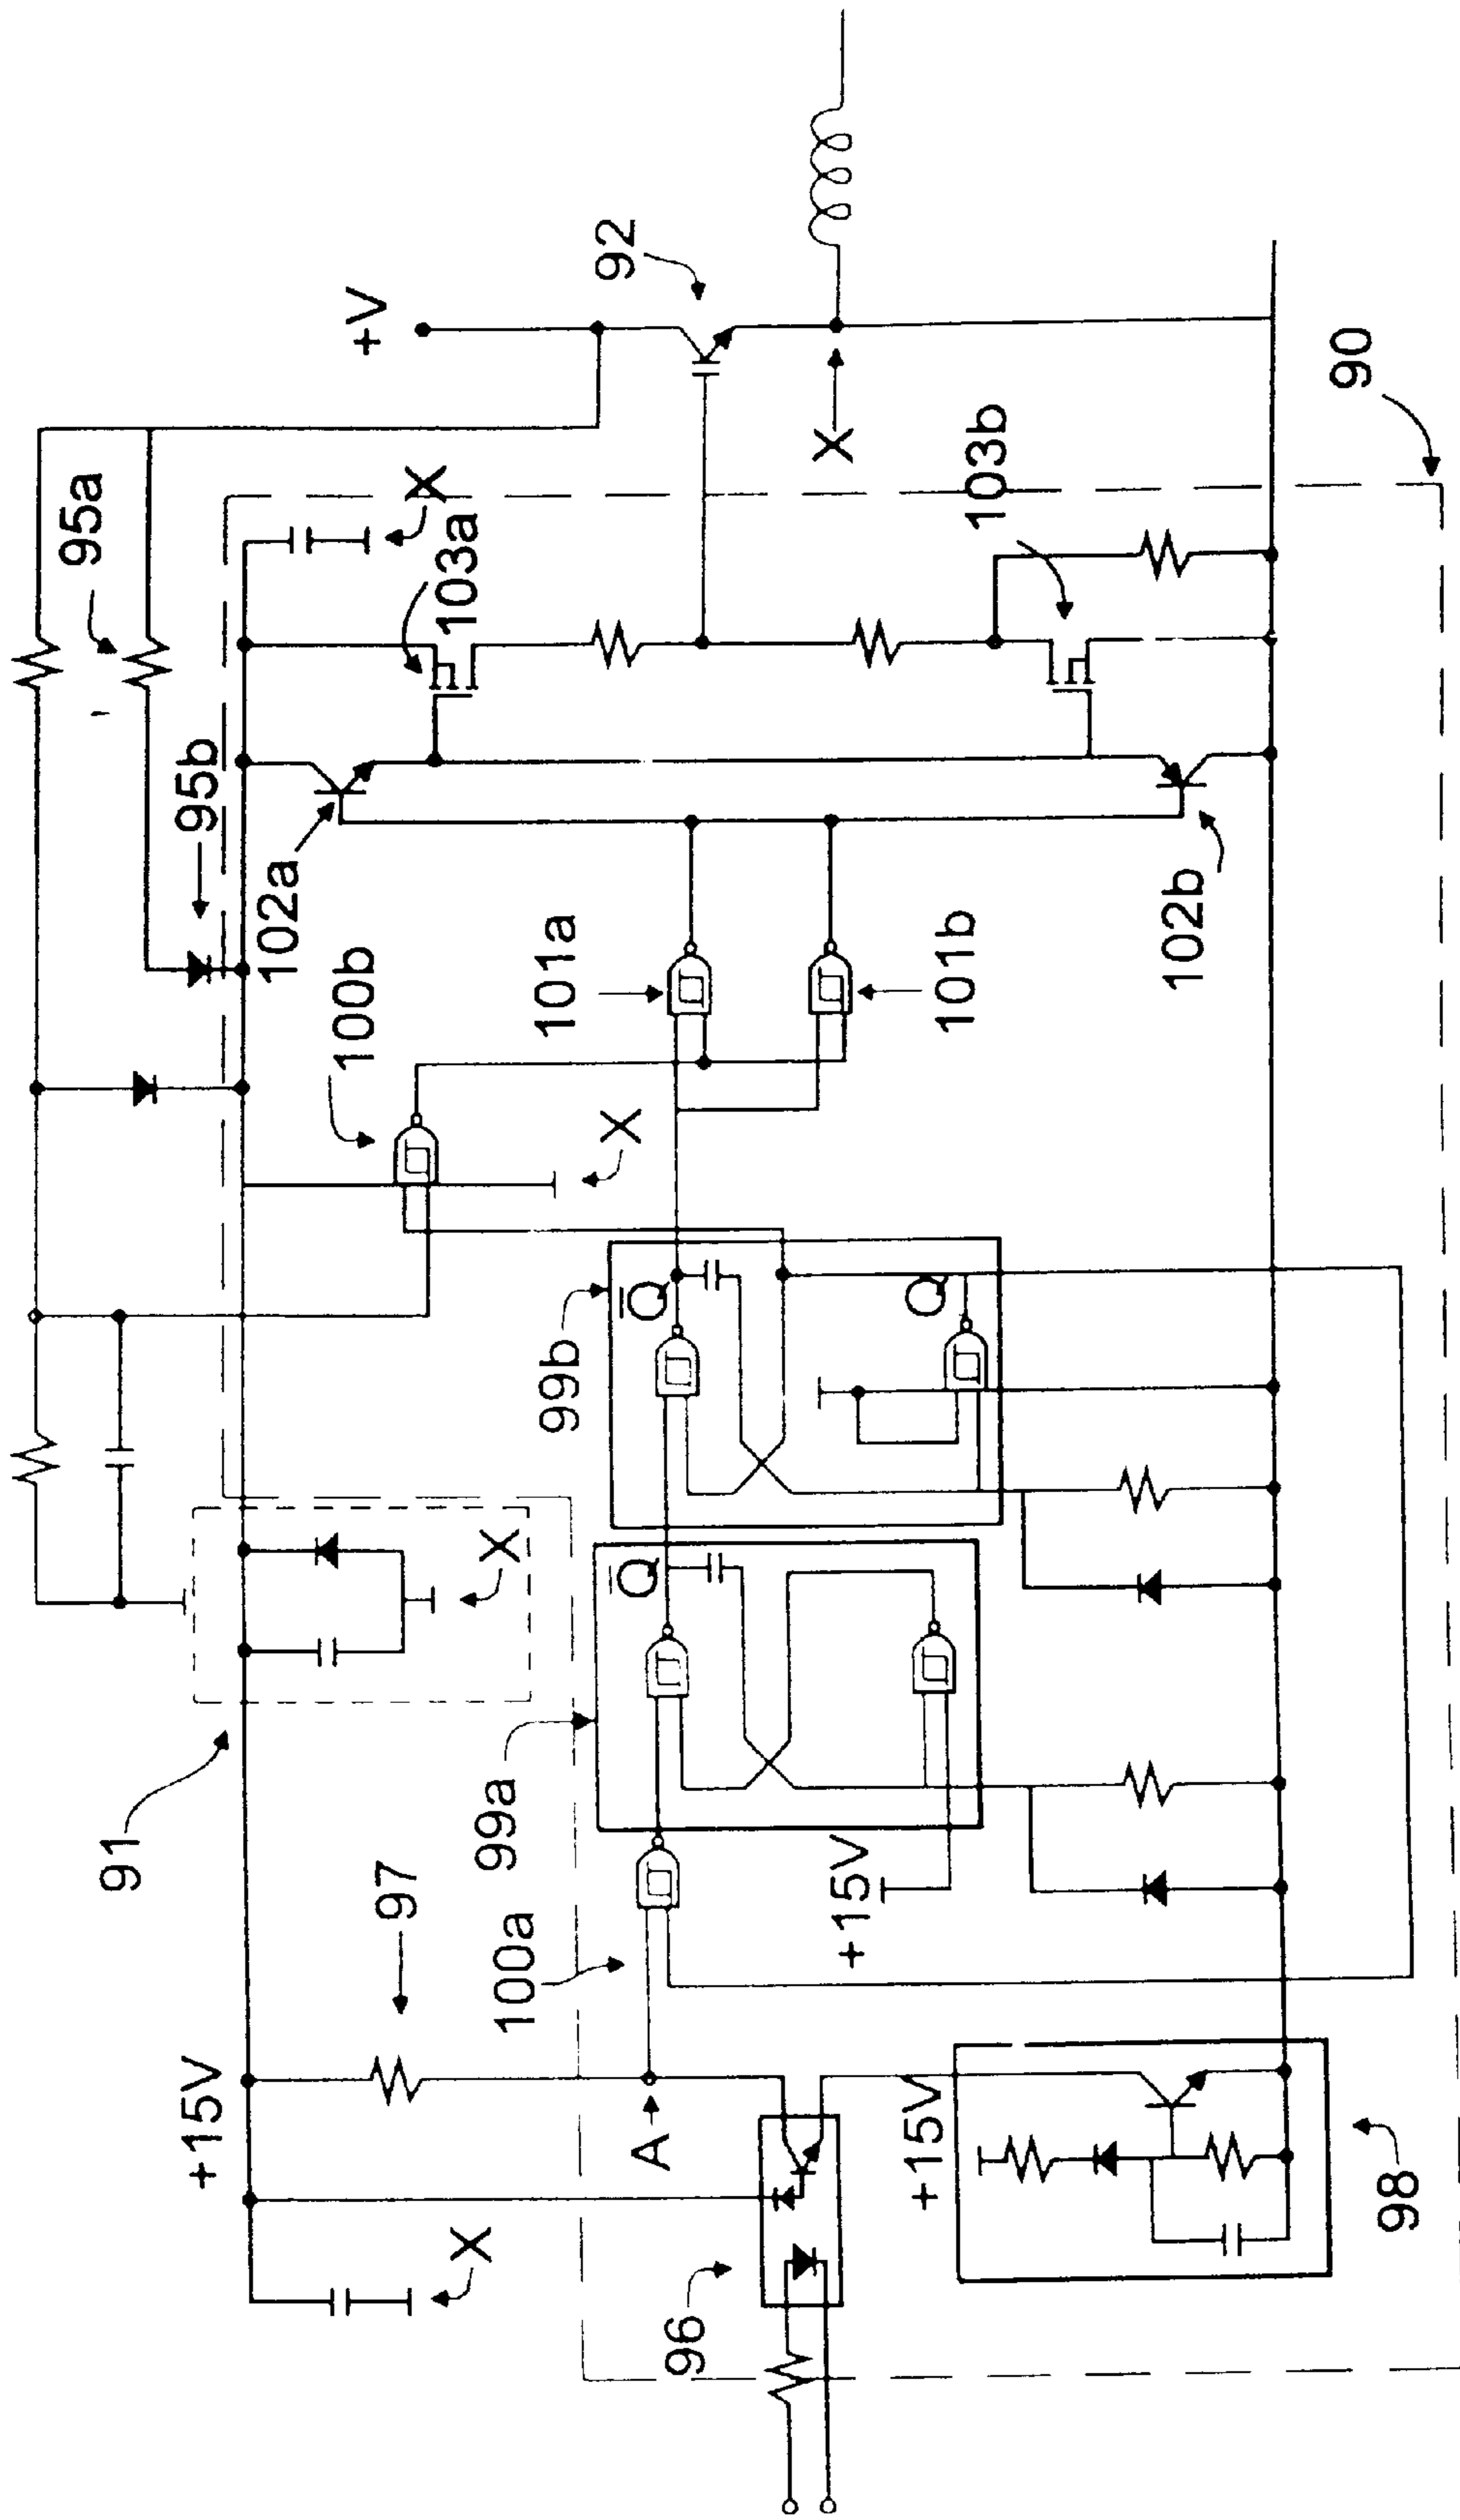 +V
92
X
95a
X
103a
103b
90
95b
102a
100b
101a
101b
102b
X
99b
Q̅
Q
X
91
99a
Q̅
97
100a
+15V
+15V
A
X
96
+15V
98